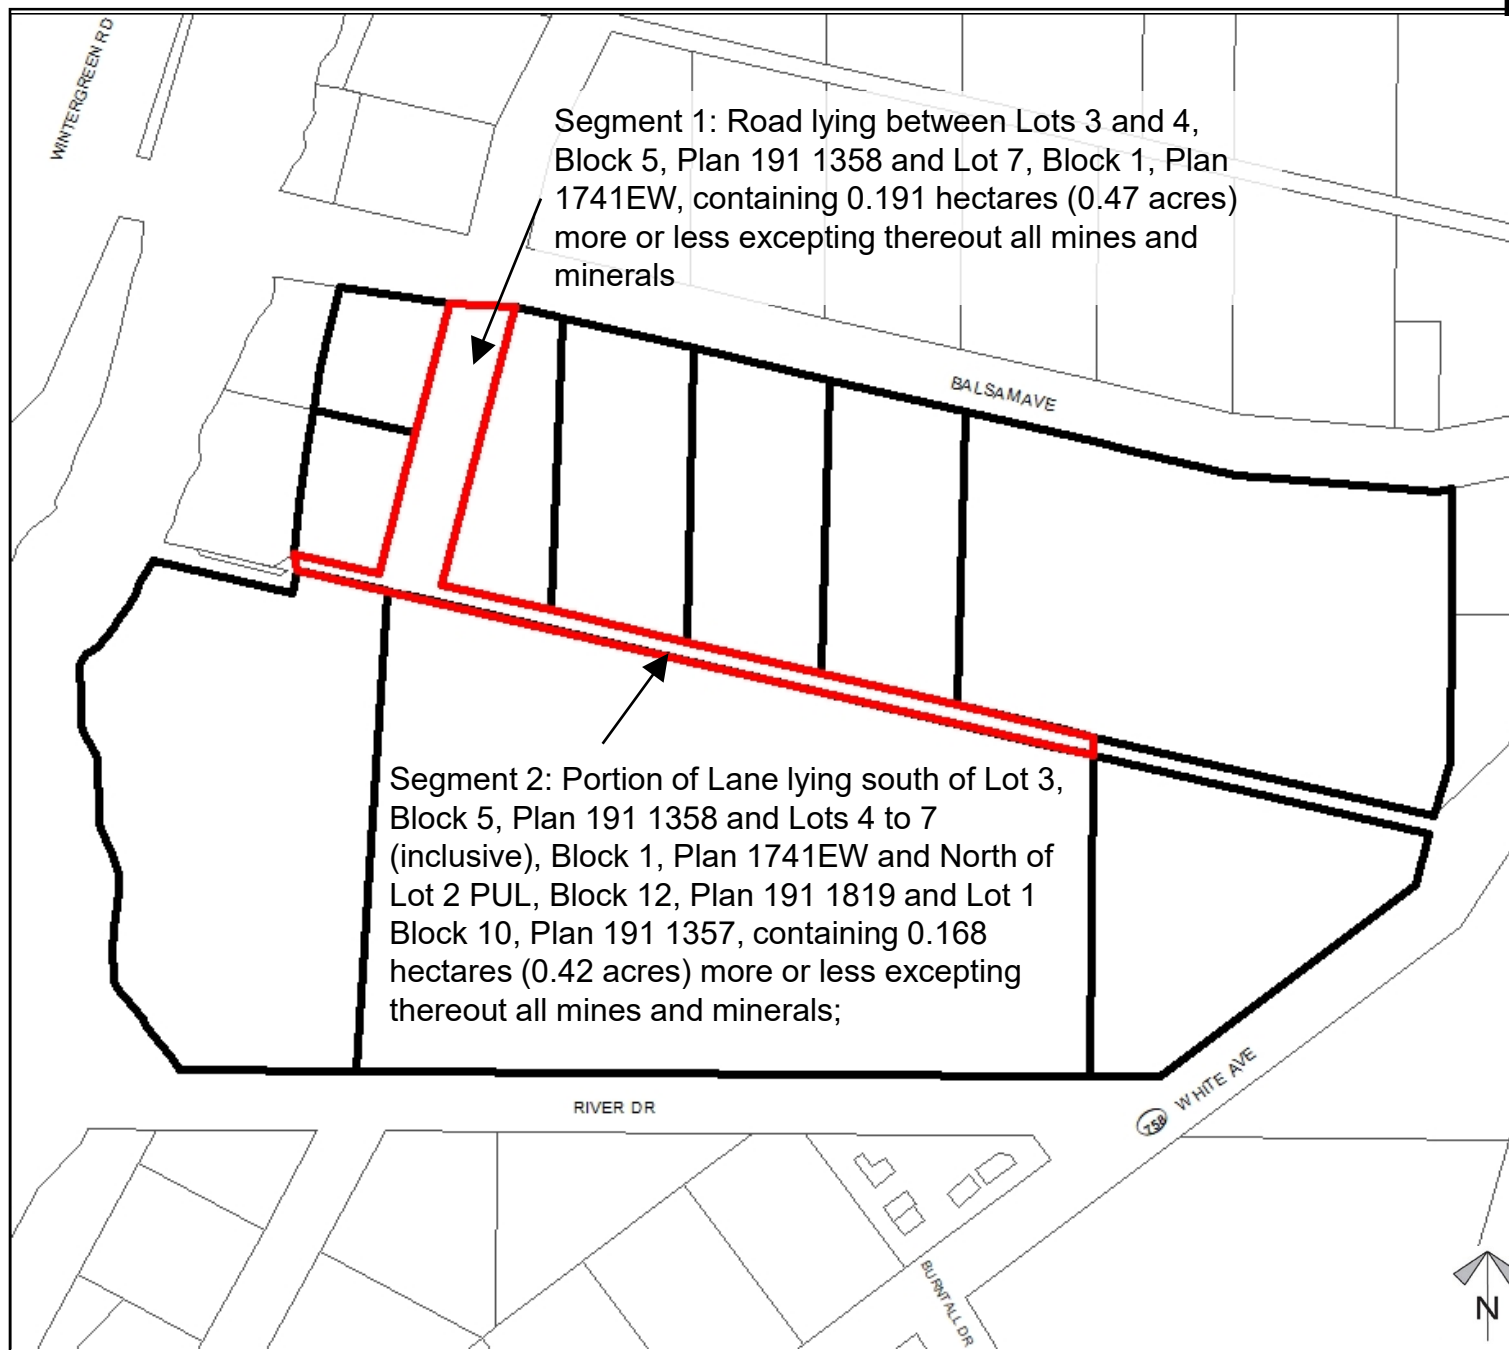 WINTERGREEN RD
Segment 1: Road lying between Lots 3 and 4,
Block 5, Plan 191 1358 and Lot 7, Block 1, Plan
1741EW, containing 0.191 hectares (0.47 acres)
more or less excepting thereout all mines and
minerals
BALSAM AVE
Segment 2: Portion of Lane lying south of Lot 3,
Block 5, Plan 191 1358 and Lots 4 to 7
(inclusive), Block 1, Plan 1741EW and North of
Lot 2 PUL, Block 12, Plan 191 1819 and Lot 1
Block 10, Plan 191 1357, containing 0.168
hectares (0.42 acres) more or less excepting
thereout all mines and minerals;
RIVER DR
758
WHITE AVE
BURNTALL DR
N